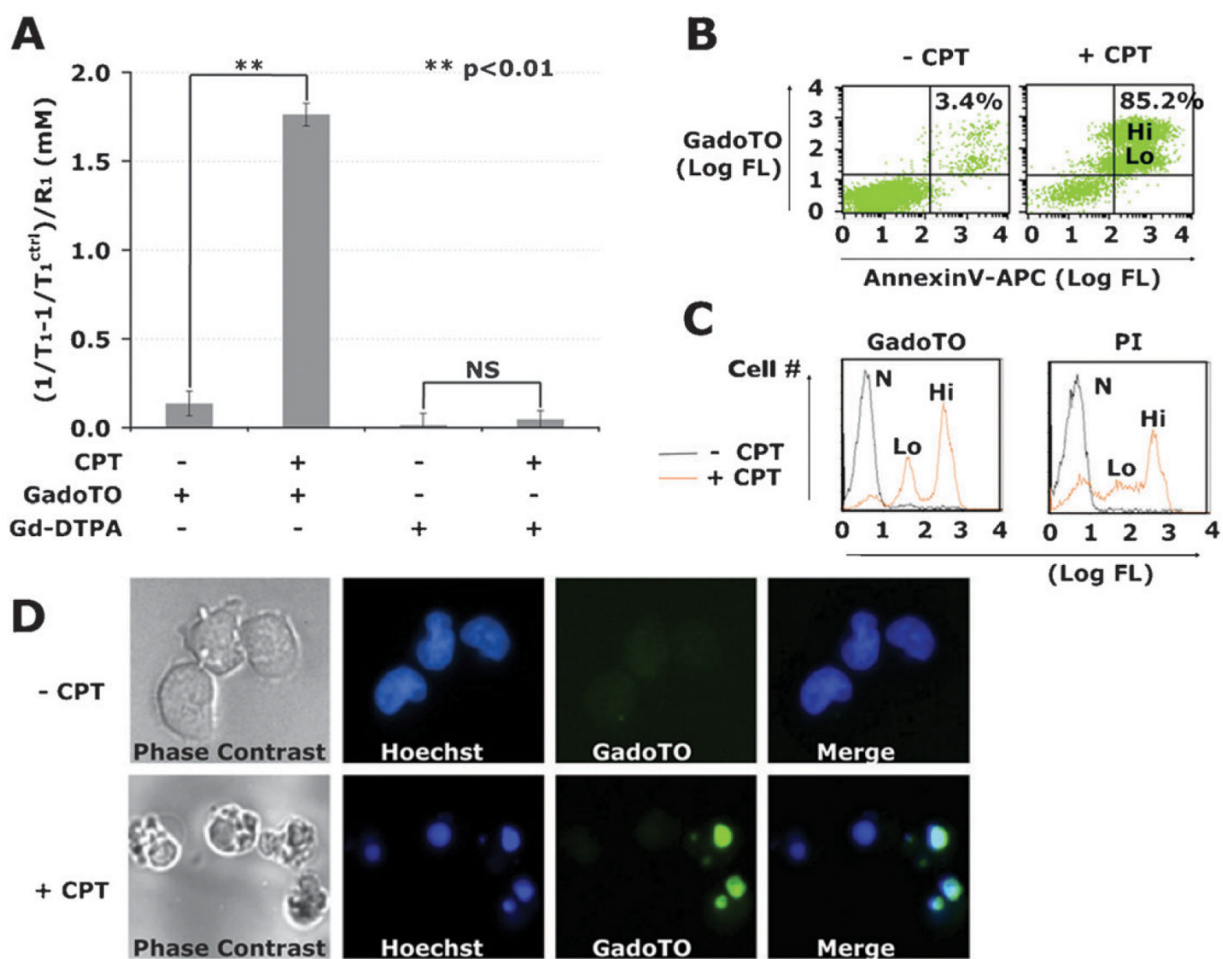 A
** ** p<0.01
2.0
1.5
1.0
0.5
0.0
(1/T₁-1/T₁ctrl)/R₁ (mM)
NS
CPT - + - +
GadoTO + + - -
Gd-DTPA - - + +
B
- CPT + CPT
GadoTO
(Log FL)
4
3
2
1
0
3.4%
85.2%
Hi
Lo
0 1 2 3 4 0 1 2 3 4
AnnexinV-APC (Log FL)
C
GadoTO PI
Cell #
N Lo Hi
N Lo Hi
- CPT
+ CPT
0 1 2 3 4 0 1 2 3 4
(Log FL)
D
- CPT
Phase Contrast Hoechst GadoTO Merge
+ CPT
Phase Contrast Hoechst GadoTO Merge